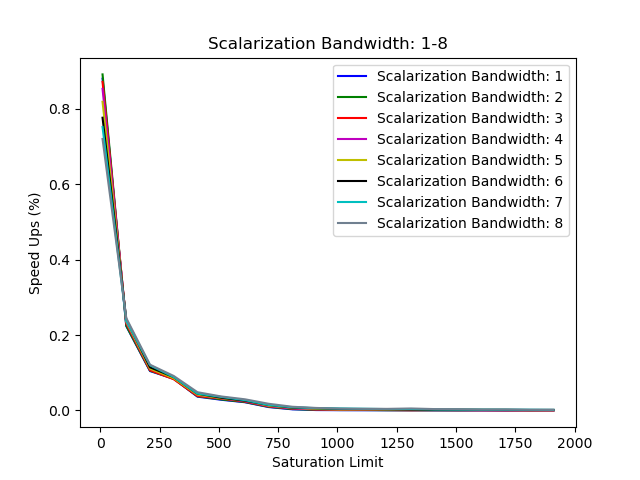 Scalarization Bandwidth: 1-8
Scalarization Bandwidth: 1
Scalarization Bandwidth: 2
Scalarization Bandwidth: 3
Scalarization Bandwidth: 4
Scalarization Bandwidth: 5
Scalarization Bandwidth: 6
Scalarization Bandwidth: 7
Scalarization Bandwidth: 8
Speed Ups (%)
0.8
0.6
0.4
0.2
0.0
0 250 500 750 1000 1250 1500 1750 2000
Saturation Limit